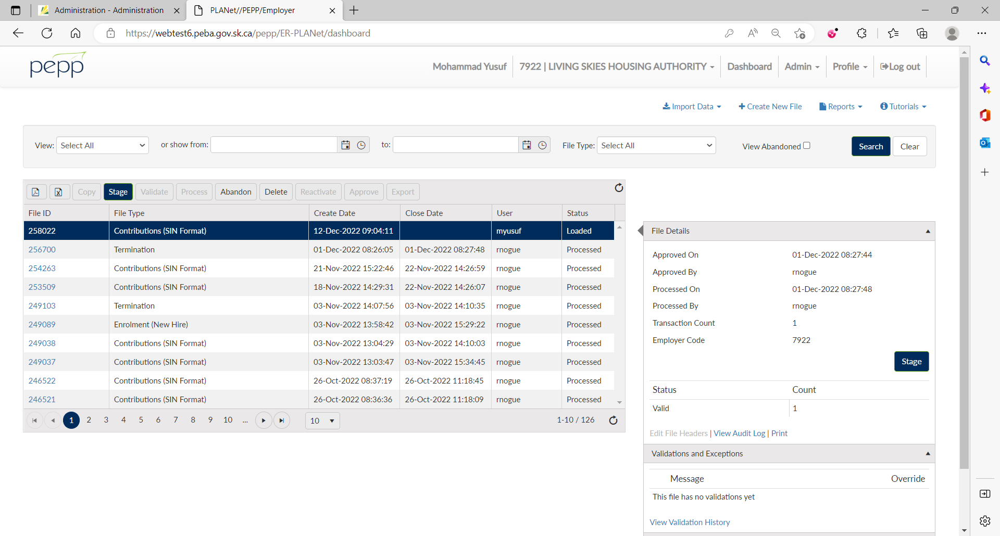 Administration - Administration
PLANet//PEPP/Employer
https://webtest6.peba.gov.sk.ca/pepp/ER-PLANet/dashboard
pepp
Mohammad Yusuf
7922 | LIVING SKIES HOUSING AUTHORITY
Dashboard
Admin
Profile
Log out
Import Data
Create New File
Reports
Tutorials
View: Select All
or show from:
to:
File Type: Select All
View Abandoned
Search
Clear
Copy Stage Validate Process Abandon Delete Reactivate Approve Export
File ID File Type Create Date Close Date User Status
258022 Contributions (SIN Format) 12-Dec-2022 09:04:11 myusuf Loaded
256700 Termination 01-Dec-2022 08:26:05 01-Dec-2022 08:27:48 rnogue Processed
254263 Contributions (SIN Format) 21-Nov-2022 15:22:46 22-Nov-2022 14:26:59 rnogue Processed
253509 Contributions (SIN Format) 18-Nov-2022 14:29:31 22-Nov-2022 14:26:07 rnogue Processed
249103 Termination 03-Nov-2022 14:07:56 03-Nov-2022 14:10:35 rnogue Processed
249089 Enrolment (New Hire) 03-Nov-2022 13:58:42 03-Nov-2022 15:29:22 rnogue Processed
249038 Contributions (SIN Format) 03-Nov-2022 13:04:29 03-Nov-2022 14:10:03 rnogue Processed
249037 Contributions (SIN Format) 03-Nov-2022 13:03:47 03-Nov-2022 15:34:45 rnogue Processed
246522 Contributions (SIN Format) 26-Oct-2022 08:37:19 26-Oct-2022 11:18:45 rnogue Processed
246521 Contributions (SIN Format) 26-Oct-2022 08:36:36 26-Oct-2022 11:18:09 rnogue Processed
1 2 3 4 5 6 7 8 9 10 ... 10 1-10 / 126
File Details
Approved On 01-Dec-2022 08:27:44
Approved By rnogue
Processed On 01-Dec-2022 08:27:48
Processed By rnogue
Transaction Count 1
Employer Code 7922
Stage
Status Count
Valid 1
Edit File Headers | View Audit Log | Print
Validations and Exceptions
Message Override
This file has no validations yet
View Validation History